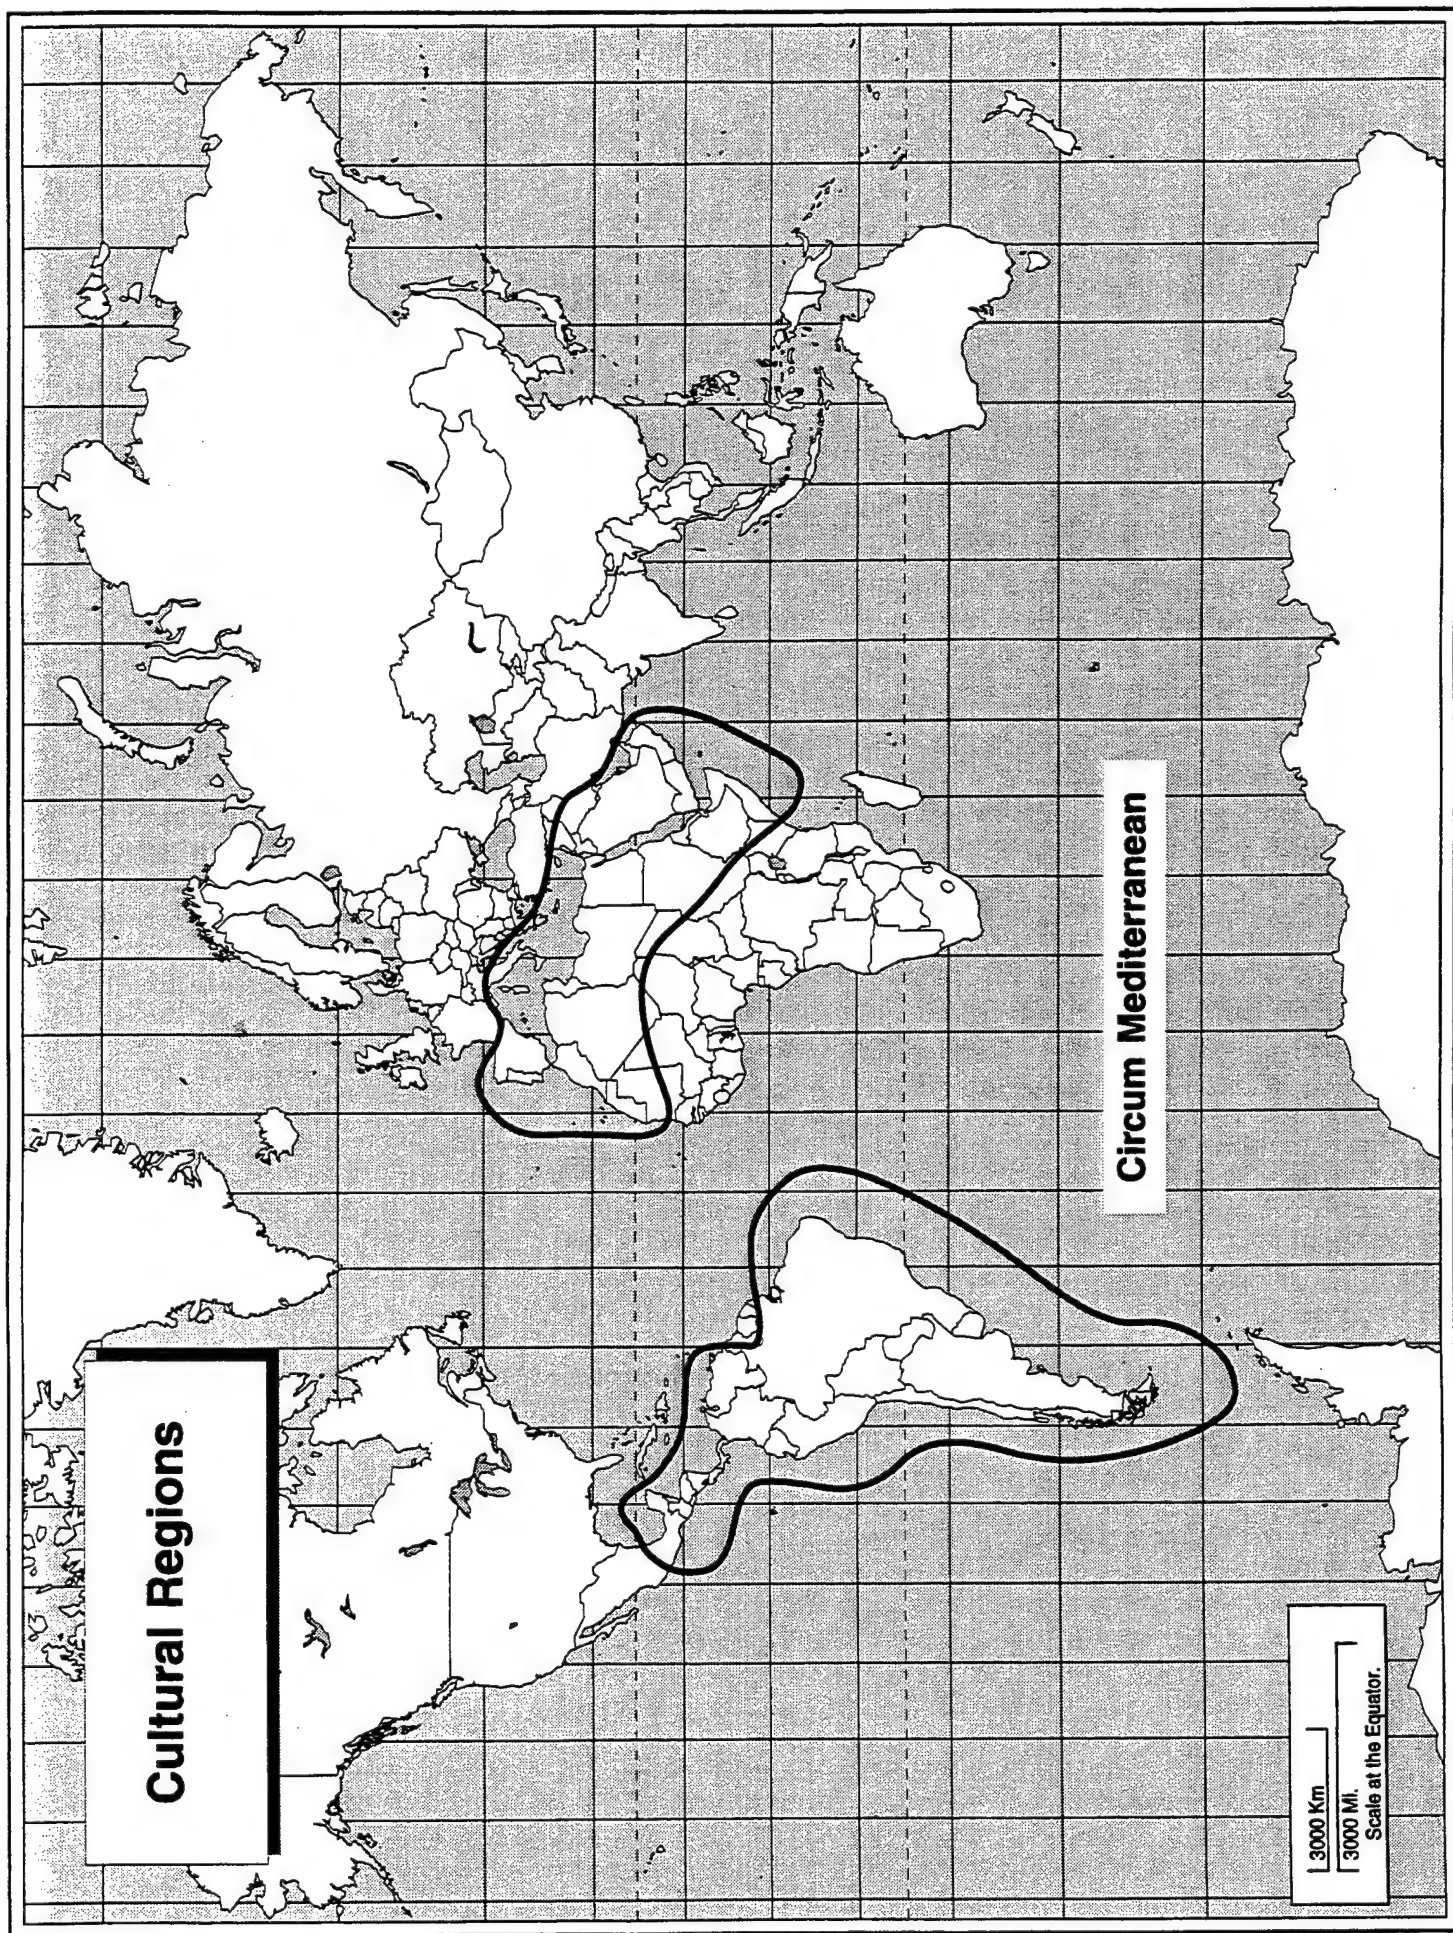 Cultural Regions
Circum Mediterranean
3000 Km
3000 Mi.
Scale at the Equator.